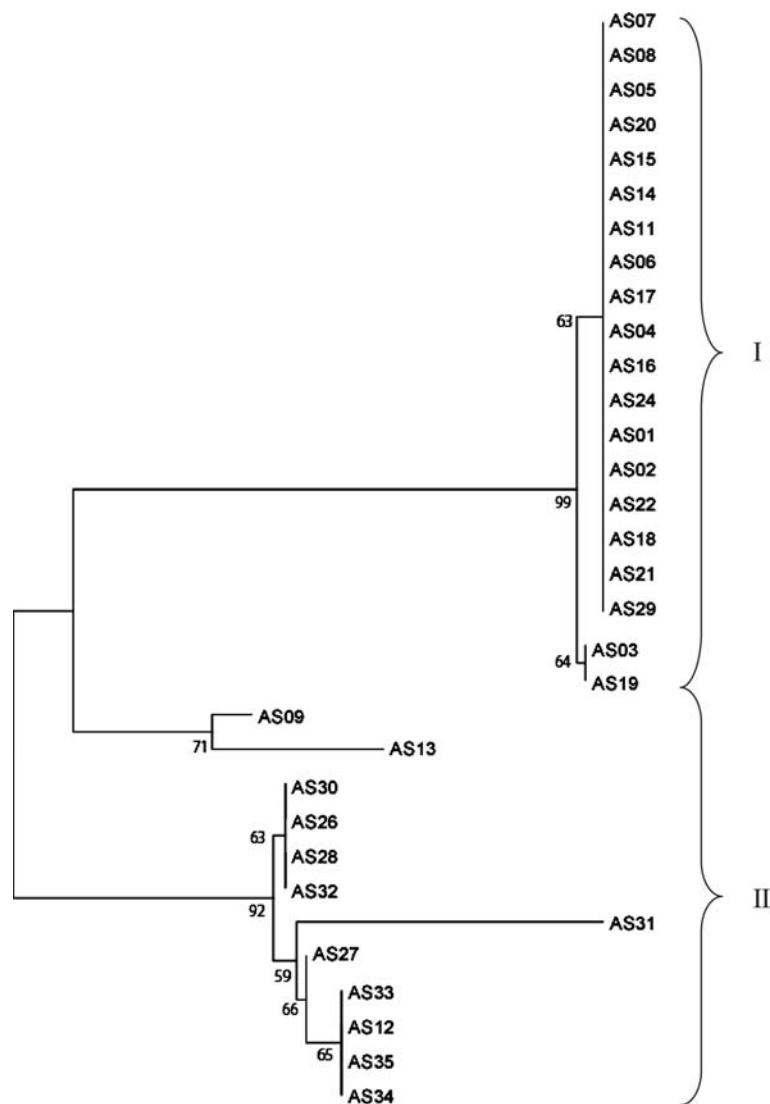 AS07
AS08
AS05
AS20
AS15
AS14
AS11
AS06
AS17
63
AS04
I
AS16
AS24
AS01
AS02
99
AS22
AS18
AS21
AS29
AS03
64
AS19
AS09
71
AS13
AS30
AS26
63
AS28
AS32
92
II
AS31
AS27
59
AS33
66
AS12
65
AS35
AS34